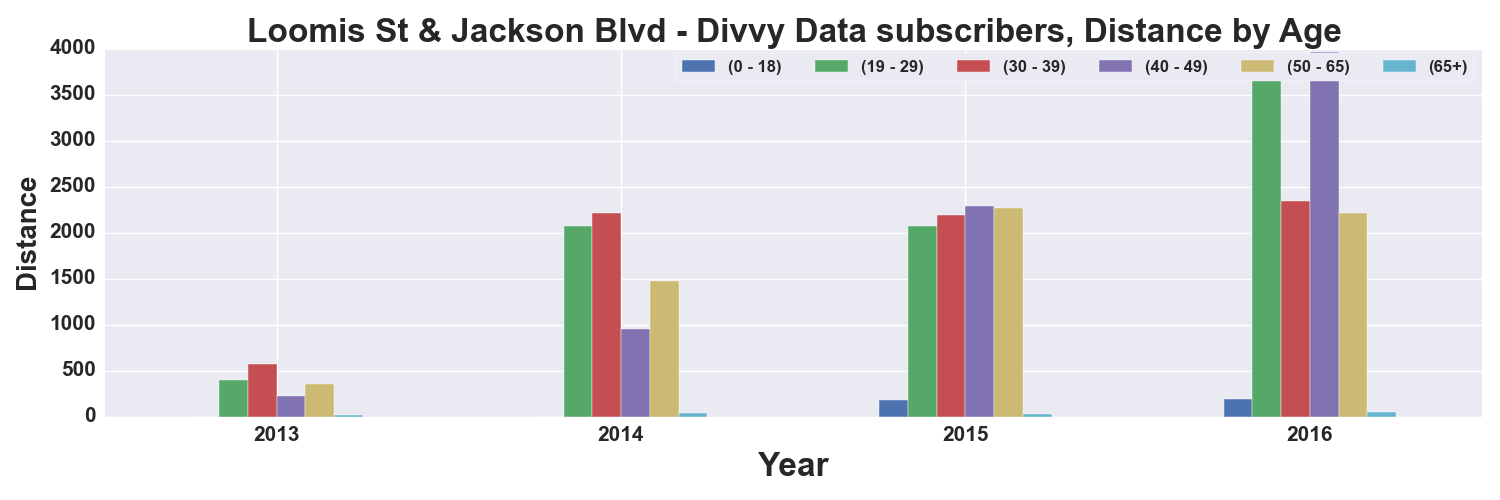 Loomis St & Jackson Blvd - Divvy Data subscribers, Distance by Age
(0 - 18) (19 - 29) (30 - 39) (40 - 49) (50 - 65) (65+)
Distance
4000
3500
3000
2500
2000
1500
1000
500
0
2013 2014 2015 2016
Year